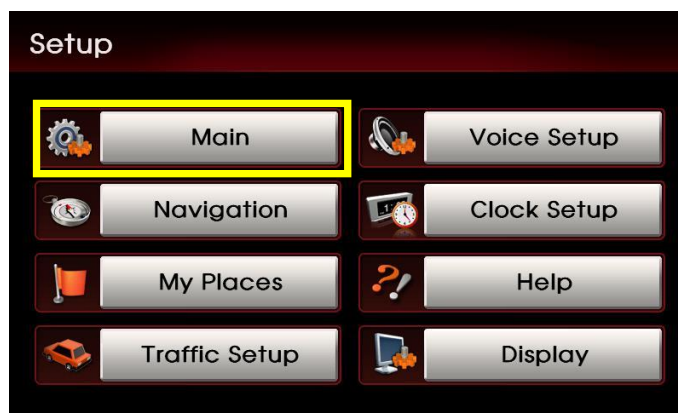 Setup
Main
Voice Setup
Navigation
Clock Setup
My Places
Help
Traffic Setup
Display